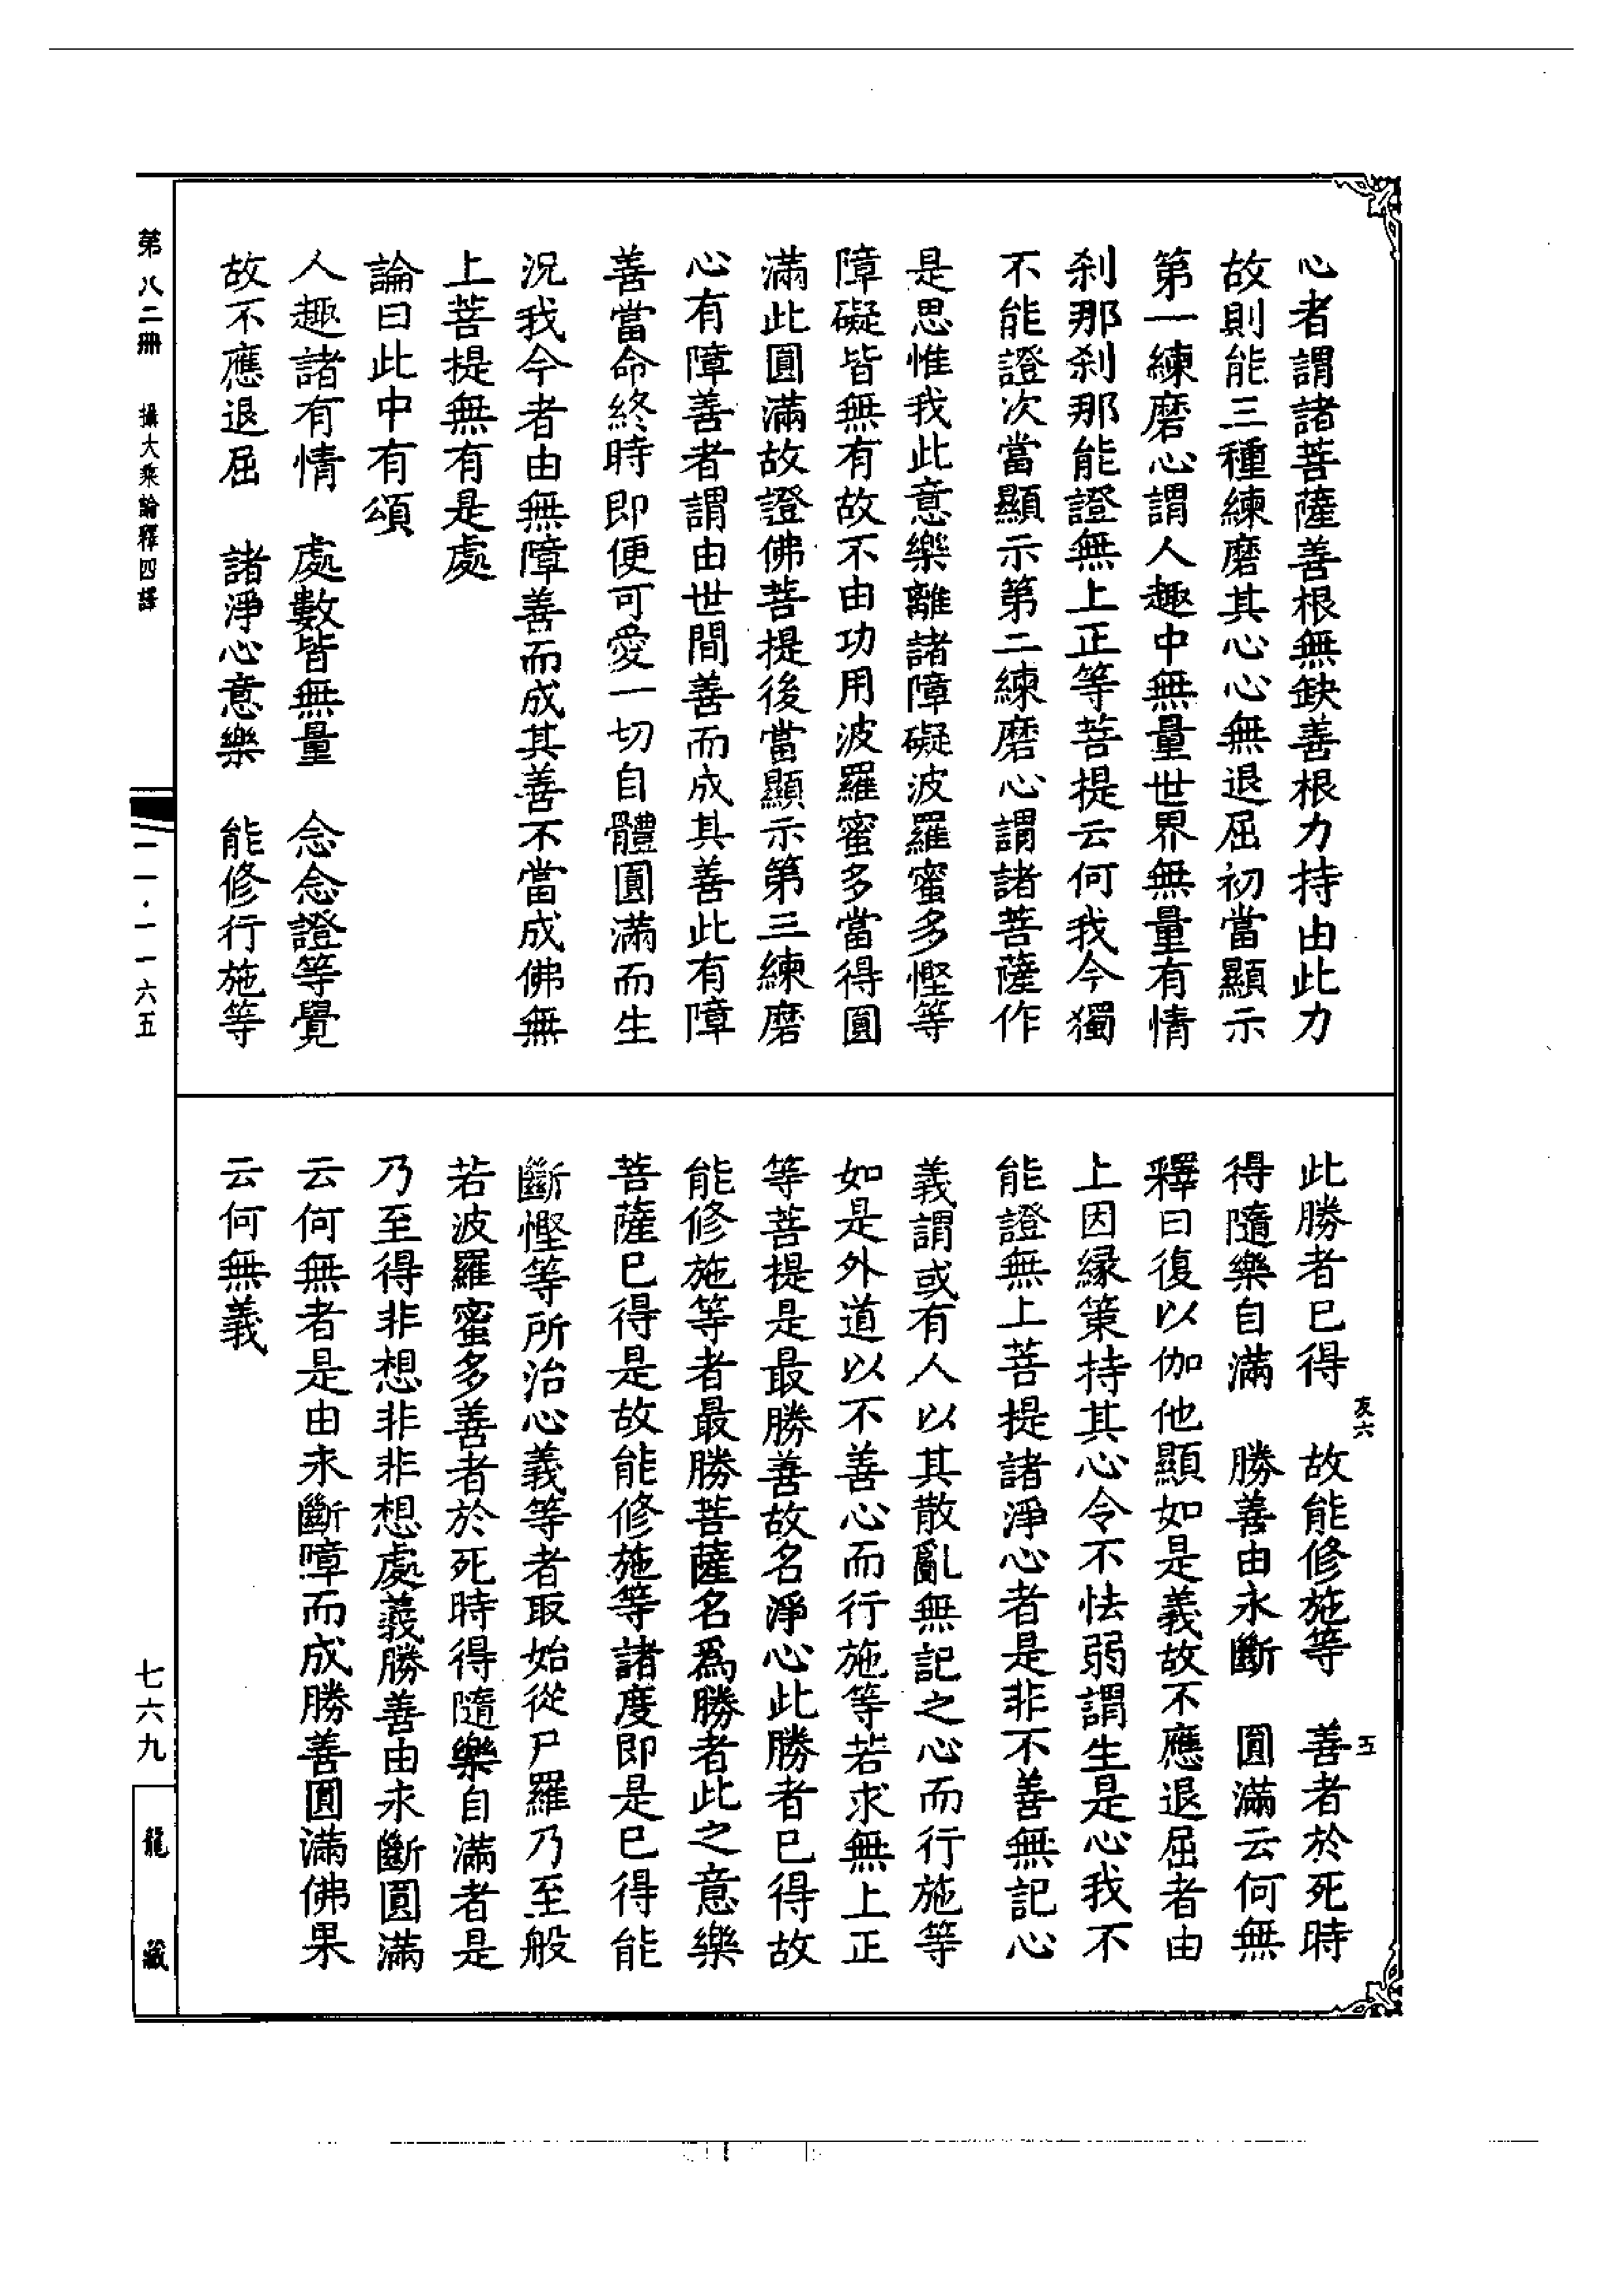 心者謂諸菩薩善根無缺善根力持由此力
故則能三種練磨其心心無退屈初當顯示
第一練磨心謂人趣中無量世界無量有情
刹那刹那能證無上正等菩提云何我今獨
不能證次當顯示第二練磨心謂諸菩薩作
是思惟我此意樂離諸障礙波羅蜜多慳等
障礙皆無有故不由功用波羅蜜多當得圓
滿此圓滿故證佛菩提後當顯示第三練磨
心有障善者謂由世間善而成其善此有障
善當命終時即便可愛一切自體圓滿而生
況我今者由無障善而成其善不當成佛無
上菩提無有是處
論曰此中有頌
人趣諸有情　處數皆無量　念念證等覺
故不應退屈　諸淨心意樂　能修行施等
此勝者已得　故能修施等　善者於死時
得隨樂自滿　勝善由永斷　圓滿云何無
釋曰復以伽他顯如是義故不應退屈者由
上因縁策持其心令不怯弱謂生是心我不
能證無上菩提諸淨心者是非不善無記心
義謂或有人以其散亂無記之心而行施等
如是外道以不善心而行施等若求無上正
等菩提是最勝善故名淨心此勝者已得故
能修施等者最勝菩薩名爲勝者此之意樂
菩薩已得是故能修施等諸度即是已得能
斷慳等所治心義等者取始從尸羅乃至般
若波羅蜜多善者於死時得隨樂自滿者是
乃至得非想非非想處義勝善由永斷圓滿
云何無者是由永斷障而成勝善圓滿佛果
云何無義
友六
五
第八二冊　攝大乘論釋四譯
一一・一一六五
七六九
龍藏